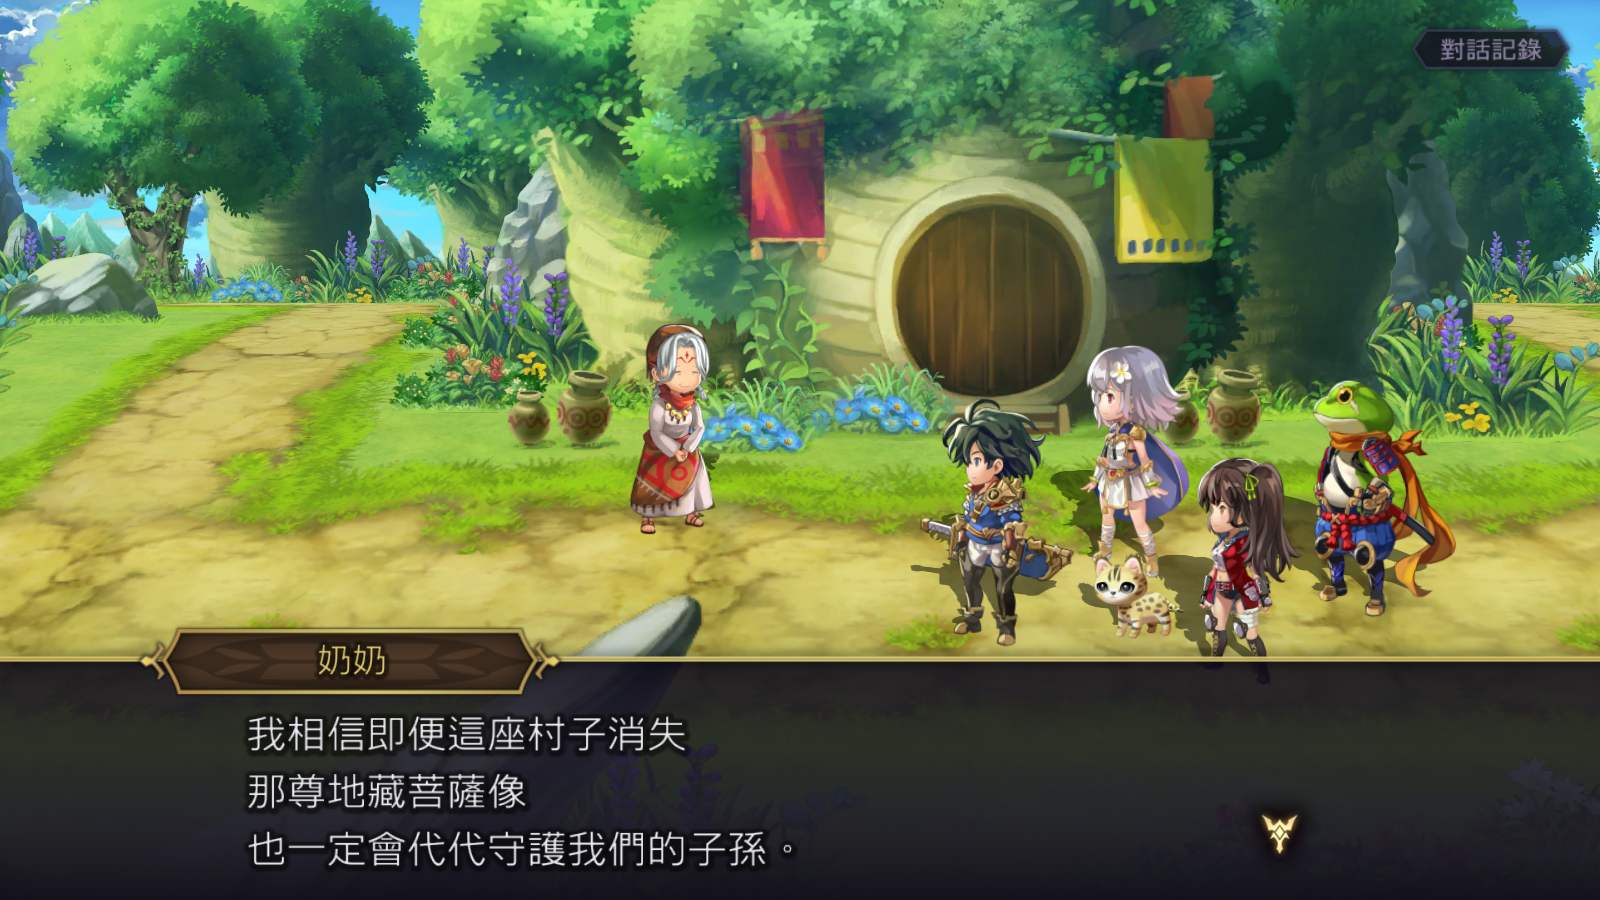 對話記錄
奶奶
我相信即便這座村子消失
那尊地藏菩薩像
也一定會代代守護我們的子孫。